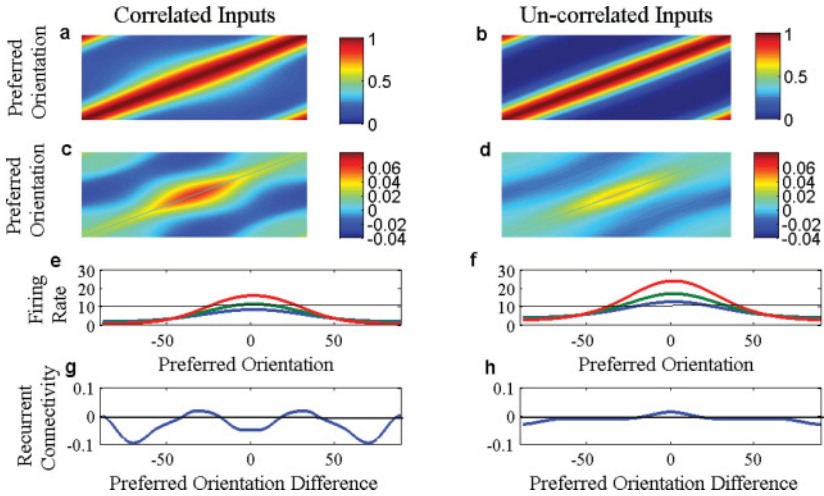 Correlated Inputs
Un-correlated Inputs
a
b
Preferred
Orientation
1
0.5
0
1
0.5
0
c
d
Preferred
Orientation
0.06
0.04
0.02
0
-0.02
-0.04
0.06
0.04
0.02
0
-0.02
-0.04
e
f
Firing
Rate
30
20
10
0
-50
0
50
Preferred Orientation
30
20
10
0
-50
0
50
Preferred Orientation
g
h
Recurrent
Connectivity
0.1
0
-0.1
-50
0
50
Preferred Orientation Difference
0.1
0
-0.1
-50
0
50
Preferred Orientation Difference